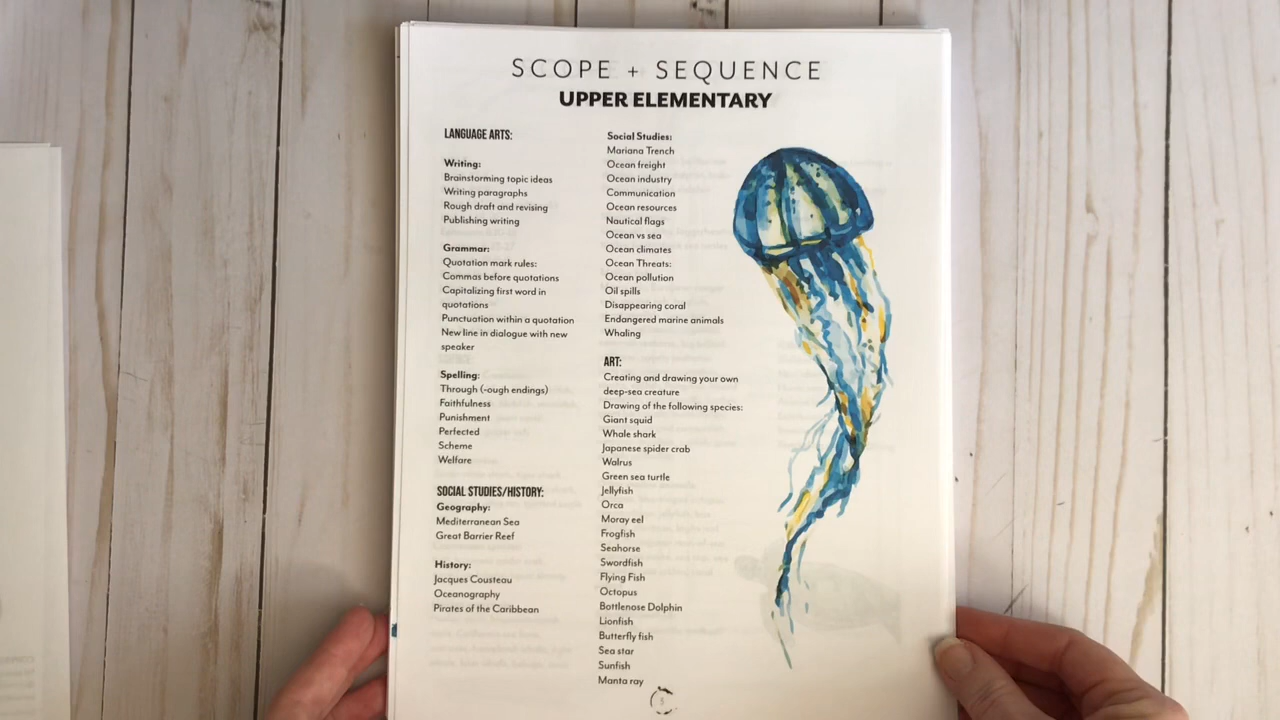 SCOPE + SEQUENCE
UPPER ELEMENTARY
LANGUAGE ARTS:
Writing:
Brainstorming topic ideas
Writing paragraphs
Rough draft and revising
Publishing writing
Grammar:
Quotation mark rules:
Commas before quotations
Capitalizing first word in
quotations
Punctuation within a quotation
New line in dialogue with new
speaker
Spelling:
Through (-ough endings)
Faithfulness
Punishment
Perfected
Scheme
Welfare
SOCIAL STUDIES/HISTORY:
Geography:
Mediterranean Sea
Great Barrier Reef
History:
Jacques Cousteau
Oceanography
Pirates of the Caribbean
Social Studies:
Mariana Trench
Ocean freight
Ocean industry
Communication
Ocean resources
Nautical flags
Ocean vs sea
Ocean climates
Ocean Threats:
Ocean pollution
Oil spills
Disappearing coral
Endangered marine animals
Whaling
ART:
Creating and drawing your own
deep-sea creature
Drawing of the following species:
Giant squid
Whale shark
Japanese spider crab
Walrus
Green sea turtle
Jellyfish
Orca
Moray eel
Frogfish
Seahorse
Swordfish
Flying Fish
Octopus
Bottlenose Dolphin
Lionfish
Butterfly fish
Sea star
Sunfish
Manta ray